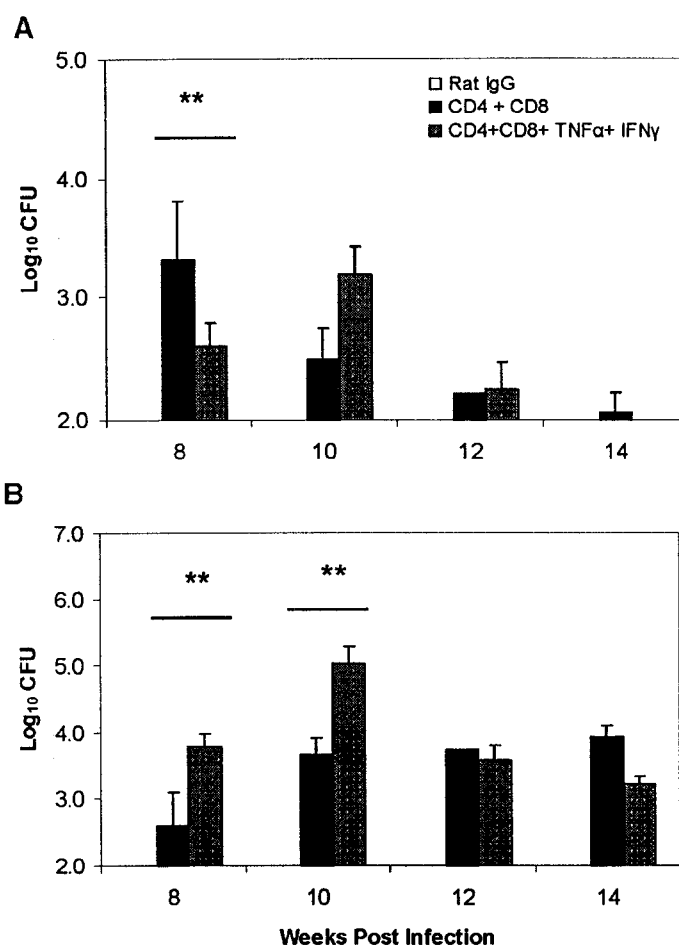 A
5.0
4.0
3.0
2.0
Log10 CFU
**
Rat IgG
CD4 + CD8
CD4+CD8+ TNFα+ IFNγ
8 10 12 14
B
7.0
6.0
5.0
4.0
3.0
2.0
Log10 CFU
** **
8 10 12 14
Weeks Post Infection